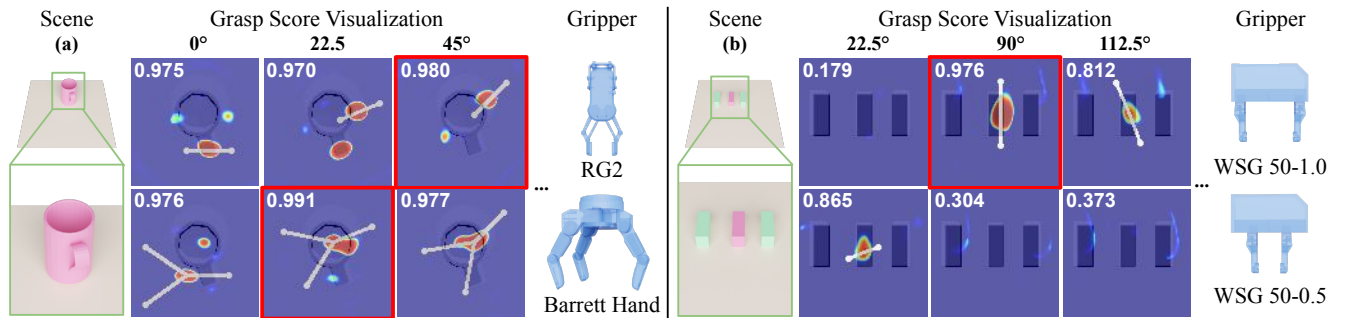 Scene Grasp Score Visualization Gripper
(a) 0° 22.5 45°
0.975 0.970 0.980
RG2
...
0.976 0.991 0.977
Barrett Hand
Scene Grasp Score Visualization Gripper
(b) 22.5° 90° 112.5°
0.179 0.976 0.812
WSG 50-1.0
...
0.865 0.304 0.373
WSG 50-0.5